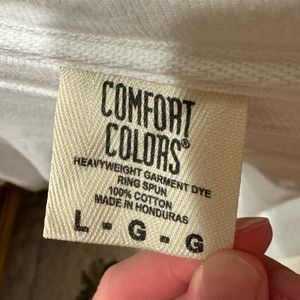 COMFORT
COLORS®
HEAVYWEIGHT GARMENT DYE
RING SPUN
100% COTTON
MADE IN HONDURAS
L - G - G